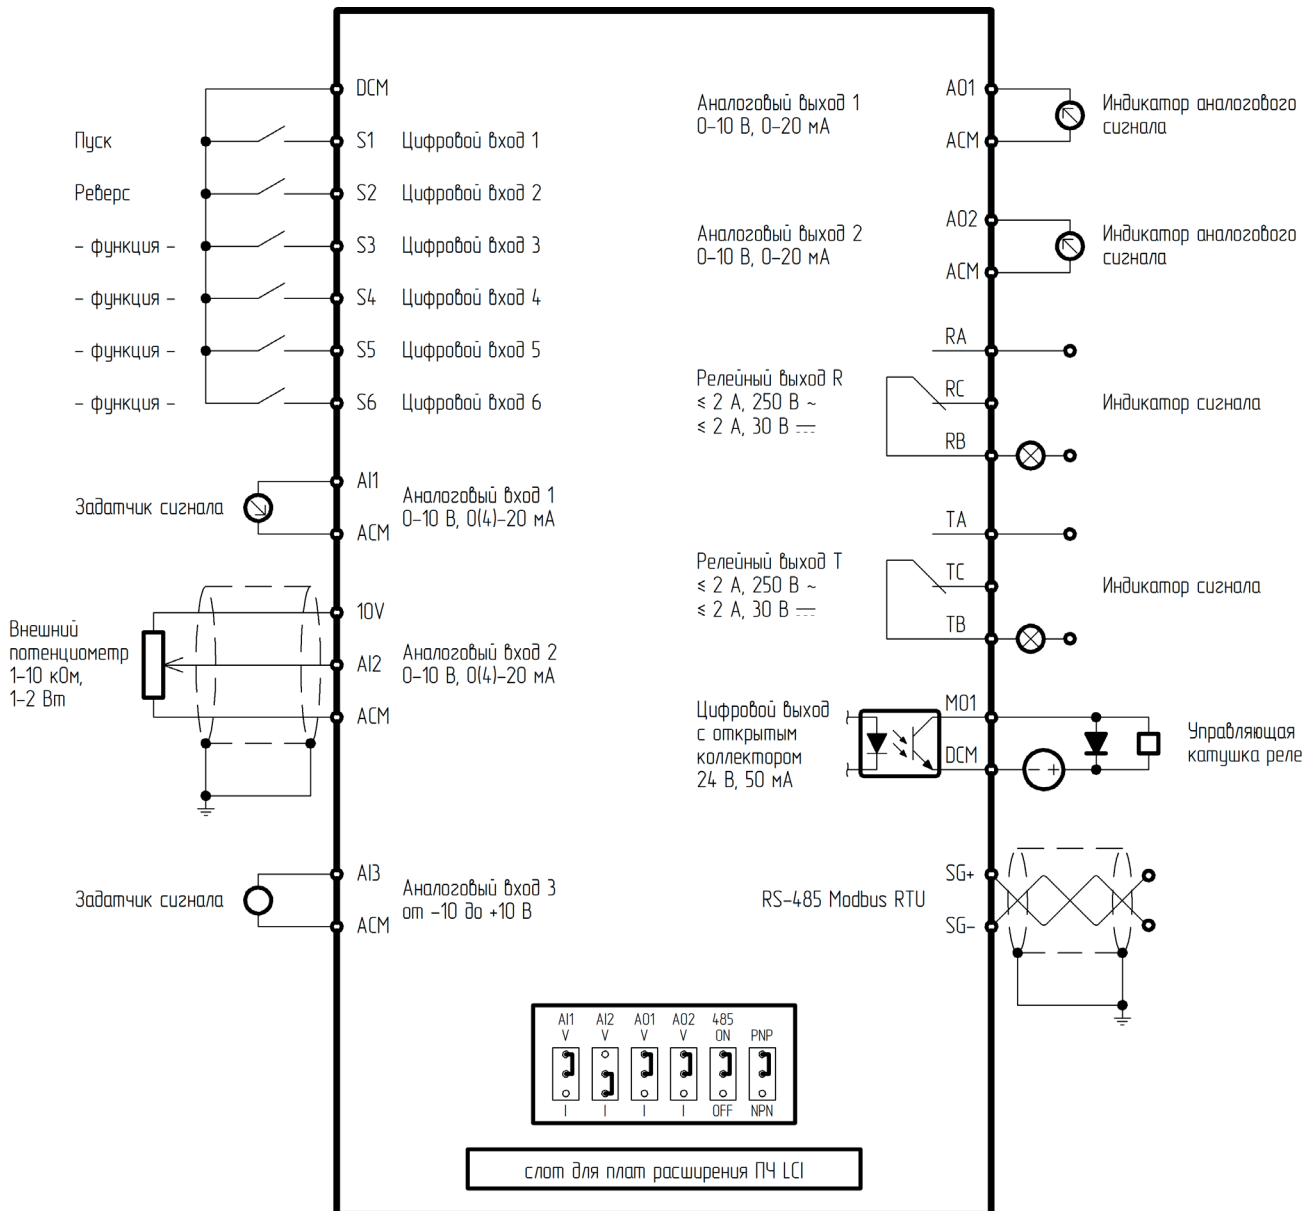 DCM
Пуск
S1 Цифровой вход 1
Реверс
S2 Цифровой вход 2
– функция –
S3 Цифровой вход 3
– функция –
S4 Цифровой вход 4
– функция –
S5 Цифровой вход 5
– функция –
S6 Цифровой вход 6
Задатчик сигнала
AI1
ACM
Аналоговый вход 1
0–10 В, 0(4)–20 мА
Внешний
потенциометр
1–10 кОм,
1–2 Вт
10V
AI2
ACM
Аналоговый вход 2
0–10 В, 0(4)–20 мА
Задатчик сигнала
AI3
ACM
Аналоговый вход 3
от –10 до +10 В
Аналоговый выход 1
0–10 В, 0–20 мА
AO1
ACM
Индикатор аналогового
сигнала
Аналоговый выход 2
0–10 В, 0–20 мА
AO2
ACM
Индикатор аналогового
сигнала
Релейный выход R
≤ 2 А, 250 В ~
≤ 2 А, 30 В ⎓
RA
RC
RB
Индикатор сигнала
Релейный выход T
≤ 2 А, 250 В ~
≤ 2 А, 30 В ⎓
TA
TC
TB
Индикатор сигнала
Цифровой выход
с открытым
коллектором
24 В, 50 мА
MO1
DCM
– +
Управляющая
катушка реле
RS–485 Modbus RTU
SG+
SG–
AI1 AI2 AO1 AO2 485
V V V V ON PNP
I I I I OFF NPN
слот для плат расширения ПЧ LCI